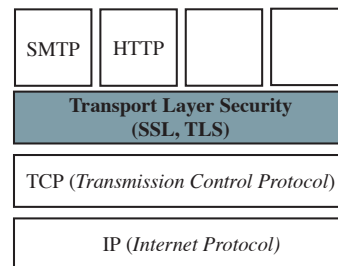 SMTP HTTP
Transport Layer Security
(SSL, TLS)
TCP (Transmission Control Protocol)
IP (Internet Protocol)